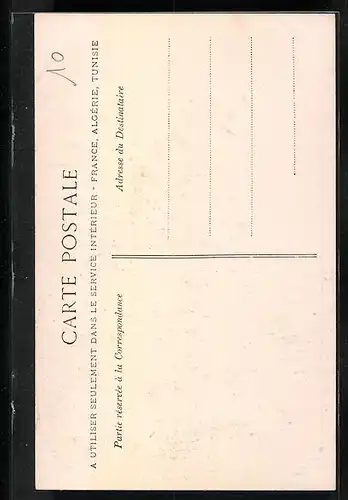 10
CARTE POSTALE
A UTILISER SEULEMENT DANS LE SERVICE INTÉRIEUR - FRANCE, ALGÉRIE, TUNISIE
Partie réservée à la Correspondance
Adresse du Destinataire